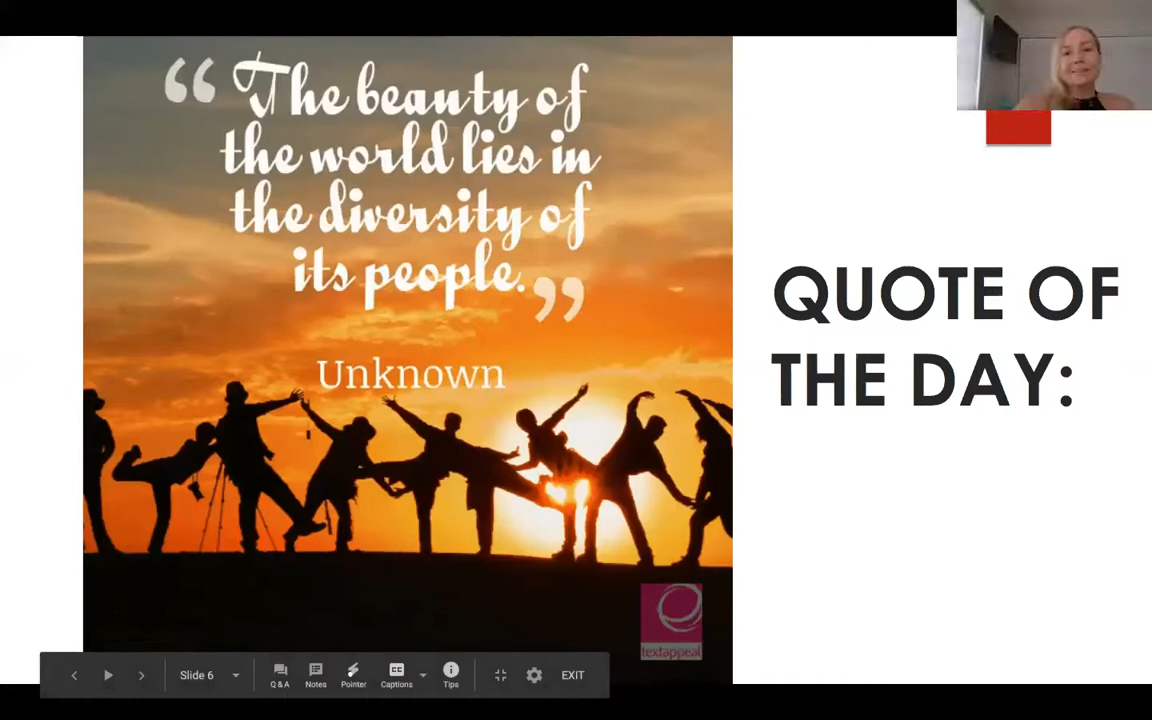 “ The beauty of
the world lies in
the diversity of
its people. ”
Unknown
textappeal
QUOTE OF
THE DAY:
Slide 6
Q & A
Notes
Pointer
CC
Captions
Tips
EXIT